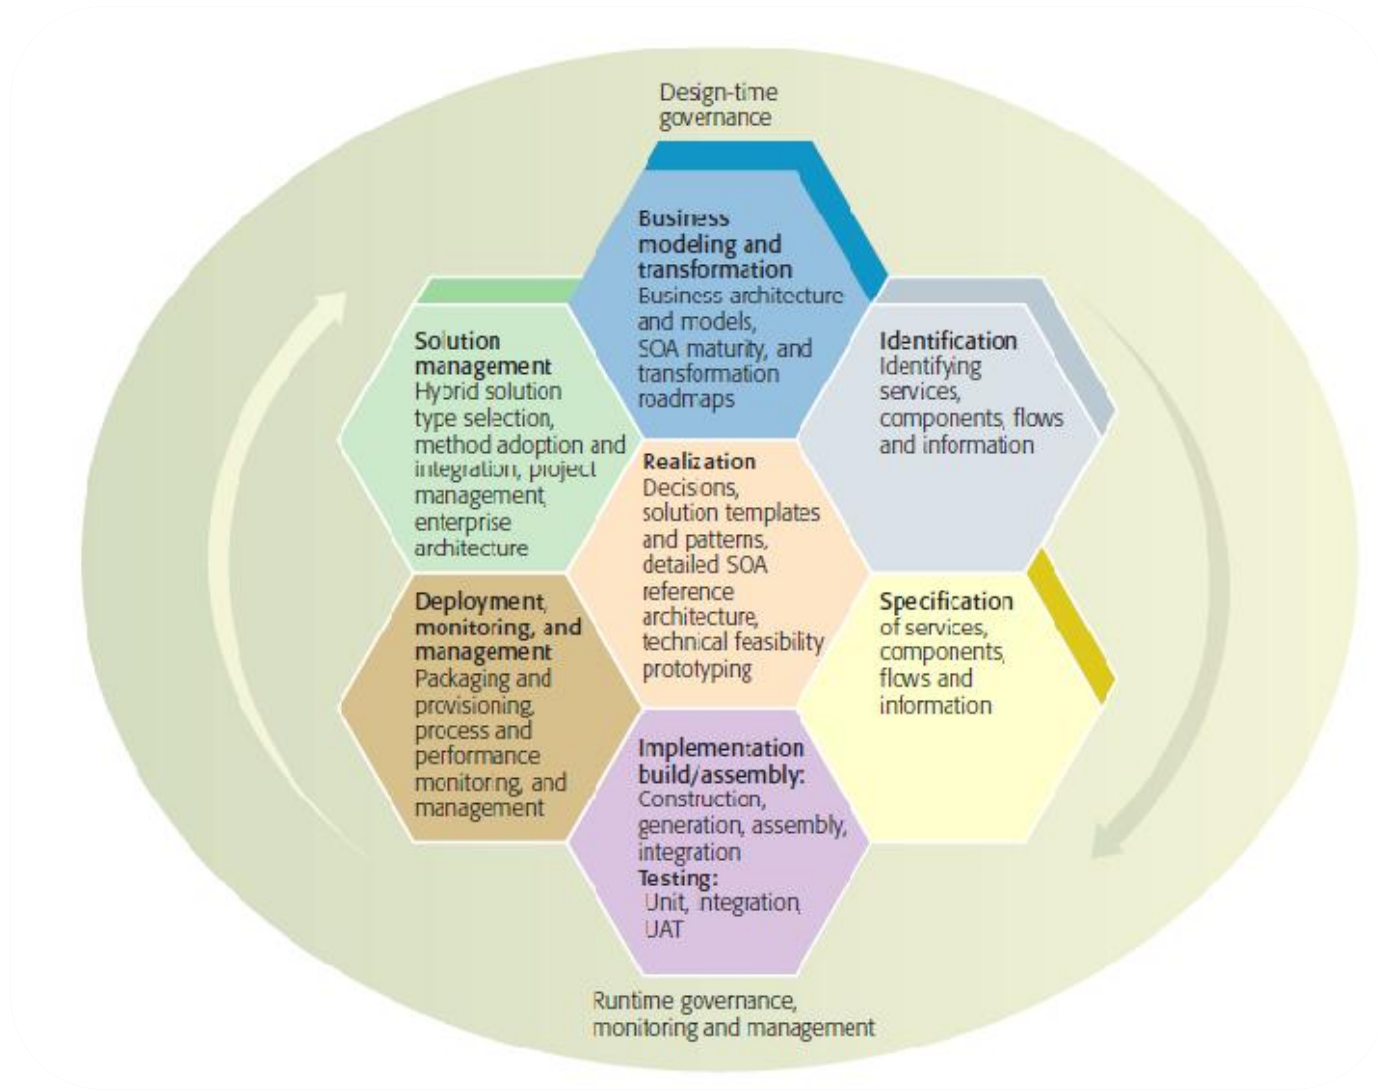 Design-time
governance
Business
modeling and
transformation
Business architecture
and models,
SOA maturity, and
transformation
roadmaps
Solution
management
Hybrid solution
type selection,
method adoption and
integration, project
management,
enterprise
architecture
Identification
Identifying
services,
components, flows
and information
Realization
Decisions,
solution templates
and patterns,
detailed SOA
reference
architecture,
technical feasibility
prototyping
Deployment,
monitoring, and
management
Packaging and
provisioning,
process and
performance
monitoring, and
management
Specification
of services,
components,
flows and
information
Implementation
build/assembly:
Construction,
generation, assembly,
integration
Testing:
Unit, integration,
UAT
Runtime governance,
monitoring and management